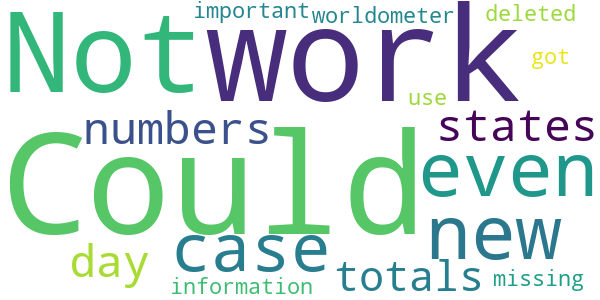 important worldometer deleted
Not work got
use
numbers states
Could even
new
day case totals
information missing